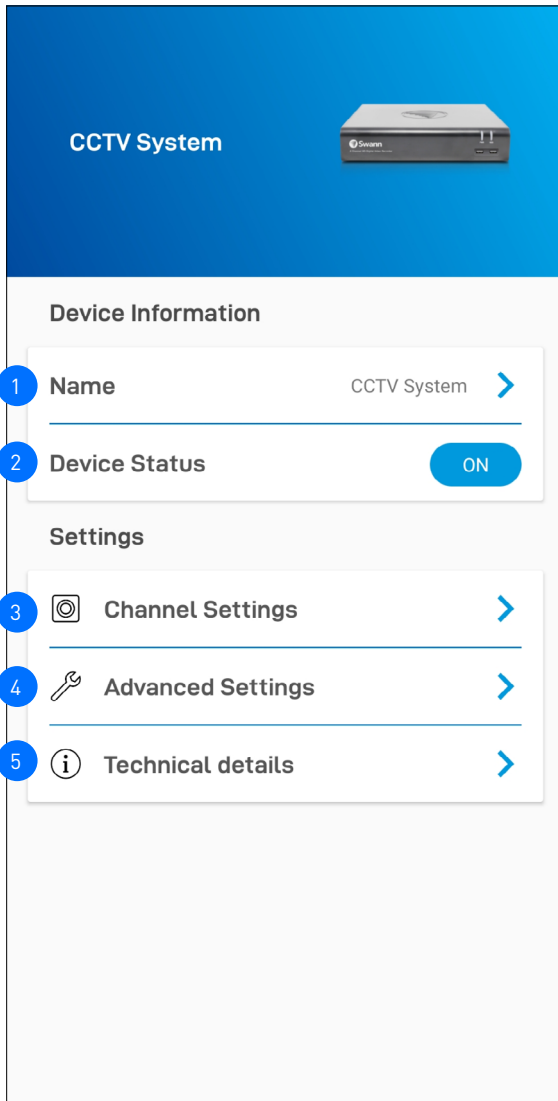 CCTV System
Swann
Device Information
1 Name CCTV System
2 Device Status ON
Settings
3 Channel Settings
4 Advanced Settings
5 i Technical details